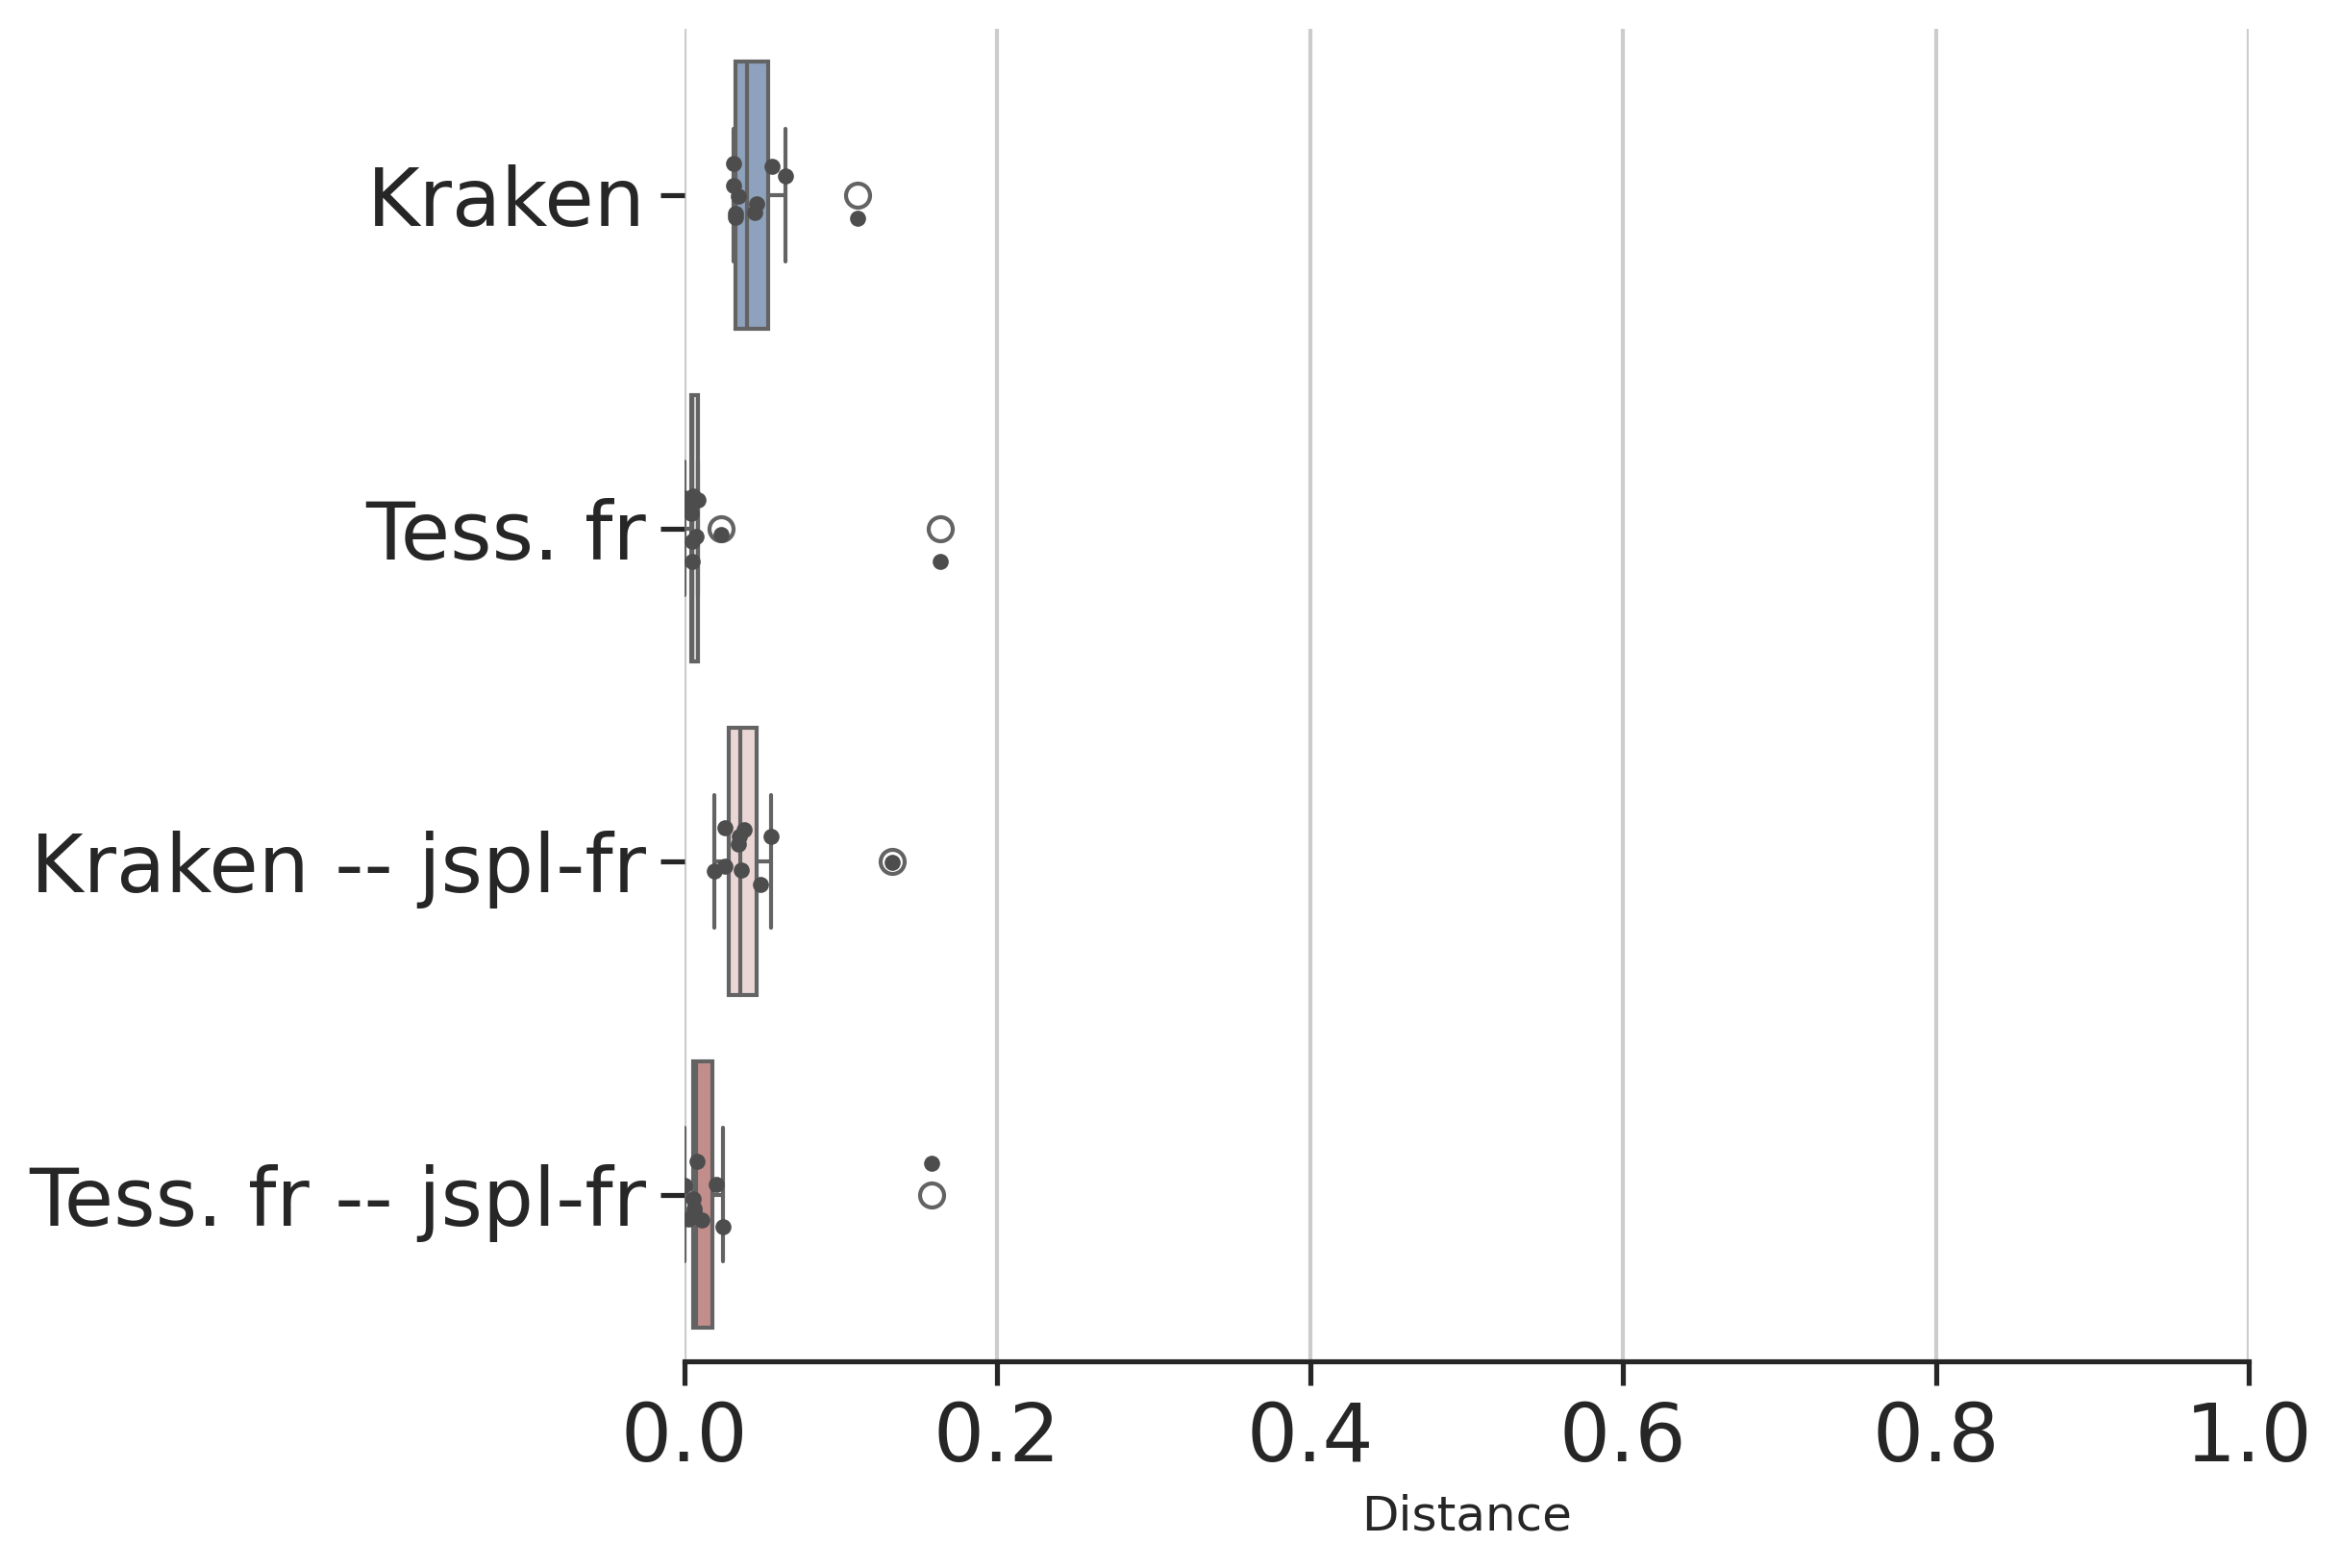 Kraken
Tess. fr
Kraken -- jspl-fr
Tess. fr -- jspl-fr
0.0 0.2 0.4 0.6 0.8 1.0
Distance